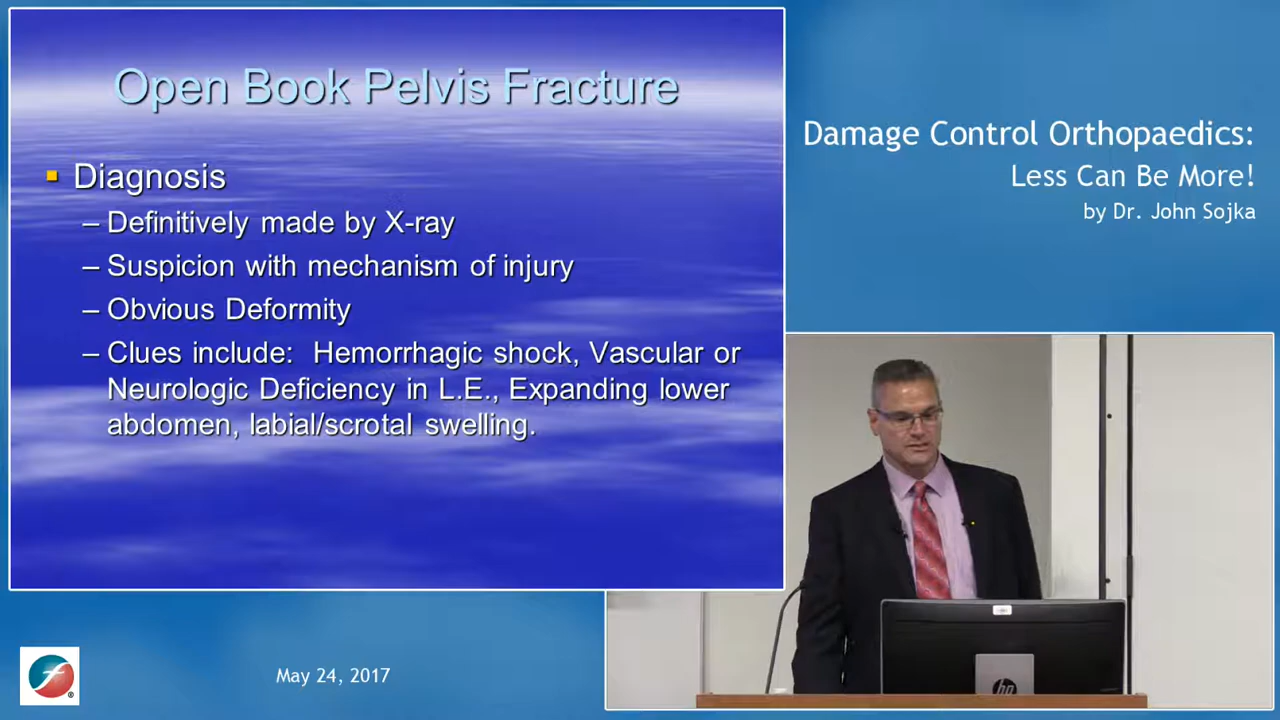 Open Book Pelvis Fracture
Diagnosis
– Definitively made by X-ray
– Suspicion with mechanism of injury
– Obvious Deformity
– Clues include:  Hemorrhagic shock, Vascular or
Neurologic Deficiency in L.E., Expanding lower
abdomen, labial/scrotal swelling.
Damage Control Orthopaedics:
Less Can Be More!
by Dr. John Sojka
May 24, 2017
f
®
hp